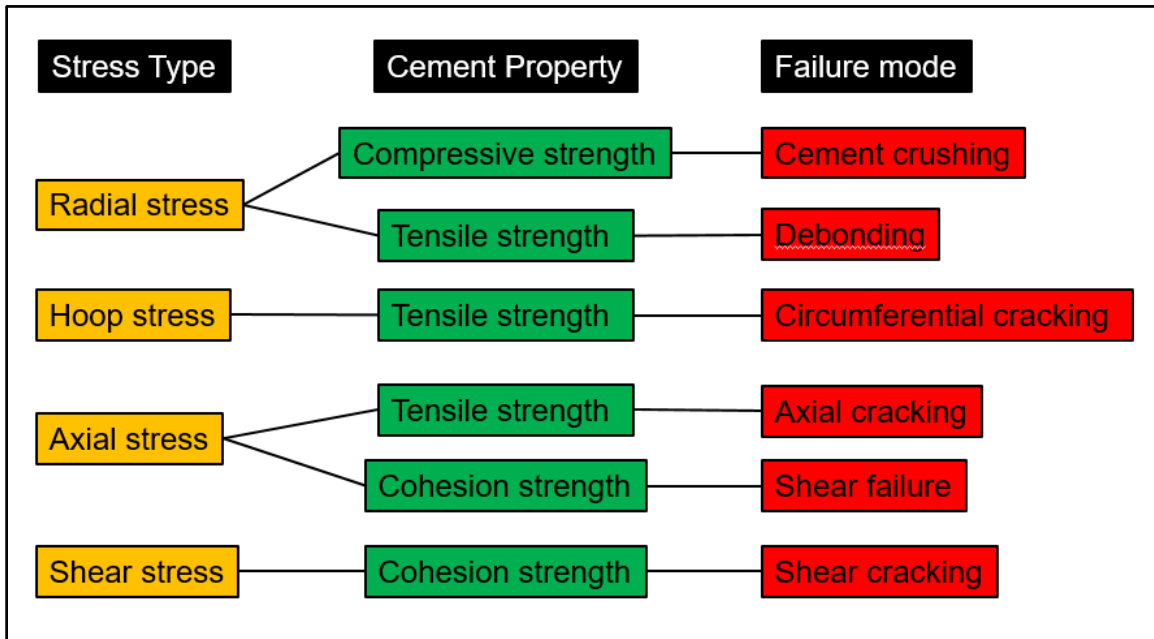 Stress Type
Cement Property
Failure mode
Compressive strength
Cement crushing
Radial stress
Tensile strength
Debonding
Hoop stress
Tensile strength
Circumferential cracking
Axial stress
Tensile strength
Axial cracking
Cohesion strength
Shear failure
Shear stress
Cohesion strength
Shear cracking